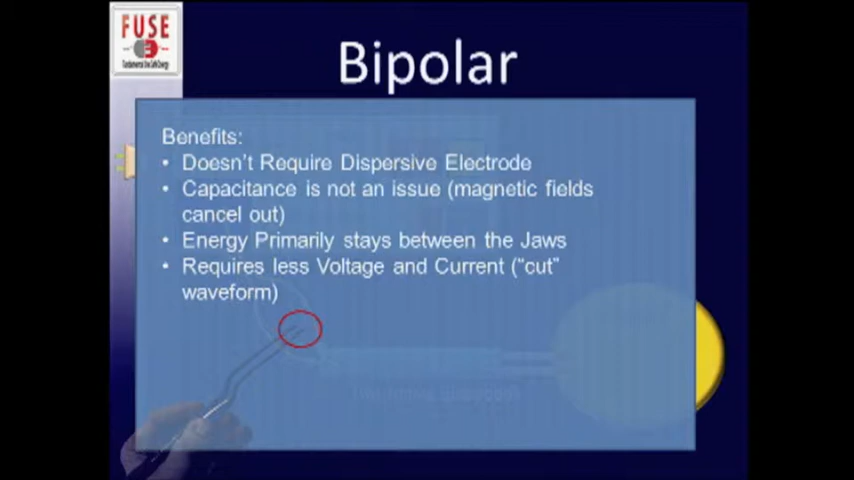 FUSE
Bipolar
Benefits:
• Doesn't Require Dispersive Electrode
• Capacitance is not an issue (magnetic fields
cancel out)
• Energy Primarily stays between the Jaws
• Requires less Voltage and Current ("cut"
waveform)